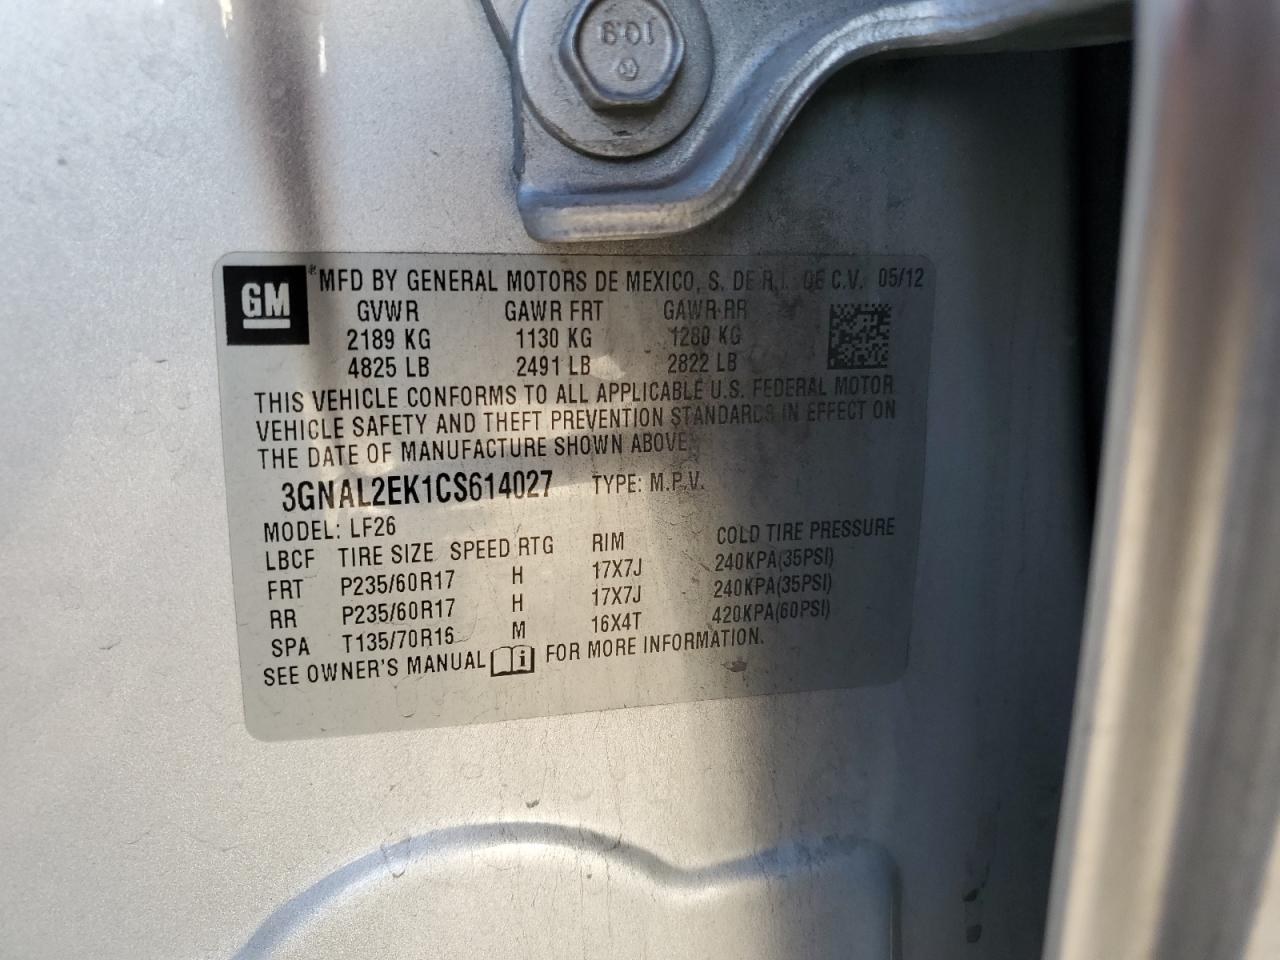 10.9
GM
MFD BY GENERAL MOTORS DE MEXICO, S. DE R.L. DE C.V. 05/12
GVWR GAWR FRT GAWR RR
2189 KG 1130 KG 1280 KG
4825 LB 2491 LB 2822 LB
THIS VEHICLE CONFORMS TO ALL APPLICABLE U.S. FEDERAL MOTOR
VEHICLE SAFETY AND THEFT PREVENTION STANDARDS IN EFFECT ON
THE DATE OF MANUFACTURE SHOWN ABOVE.
3GNAL2EK1CS614027 TYPE: M.P.V.
MODEL: LF26
LBCF TIRE SIZE SPEED RTG RIM COLD TIRE PRESSURE
FRT P235/60R17 H 17X7J 240KPA(35PSI)
RR P235/60R17 H 17X7J 240KPA(35PSI)
SPA T135/70R16 M 16X4T 420KPA(60PSI)
SEE OWNER'S MANUAL i FOR MORE INFORMATION.